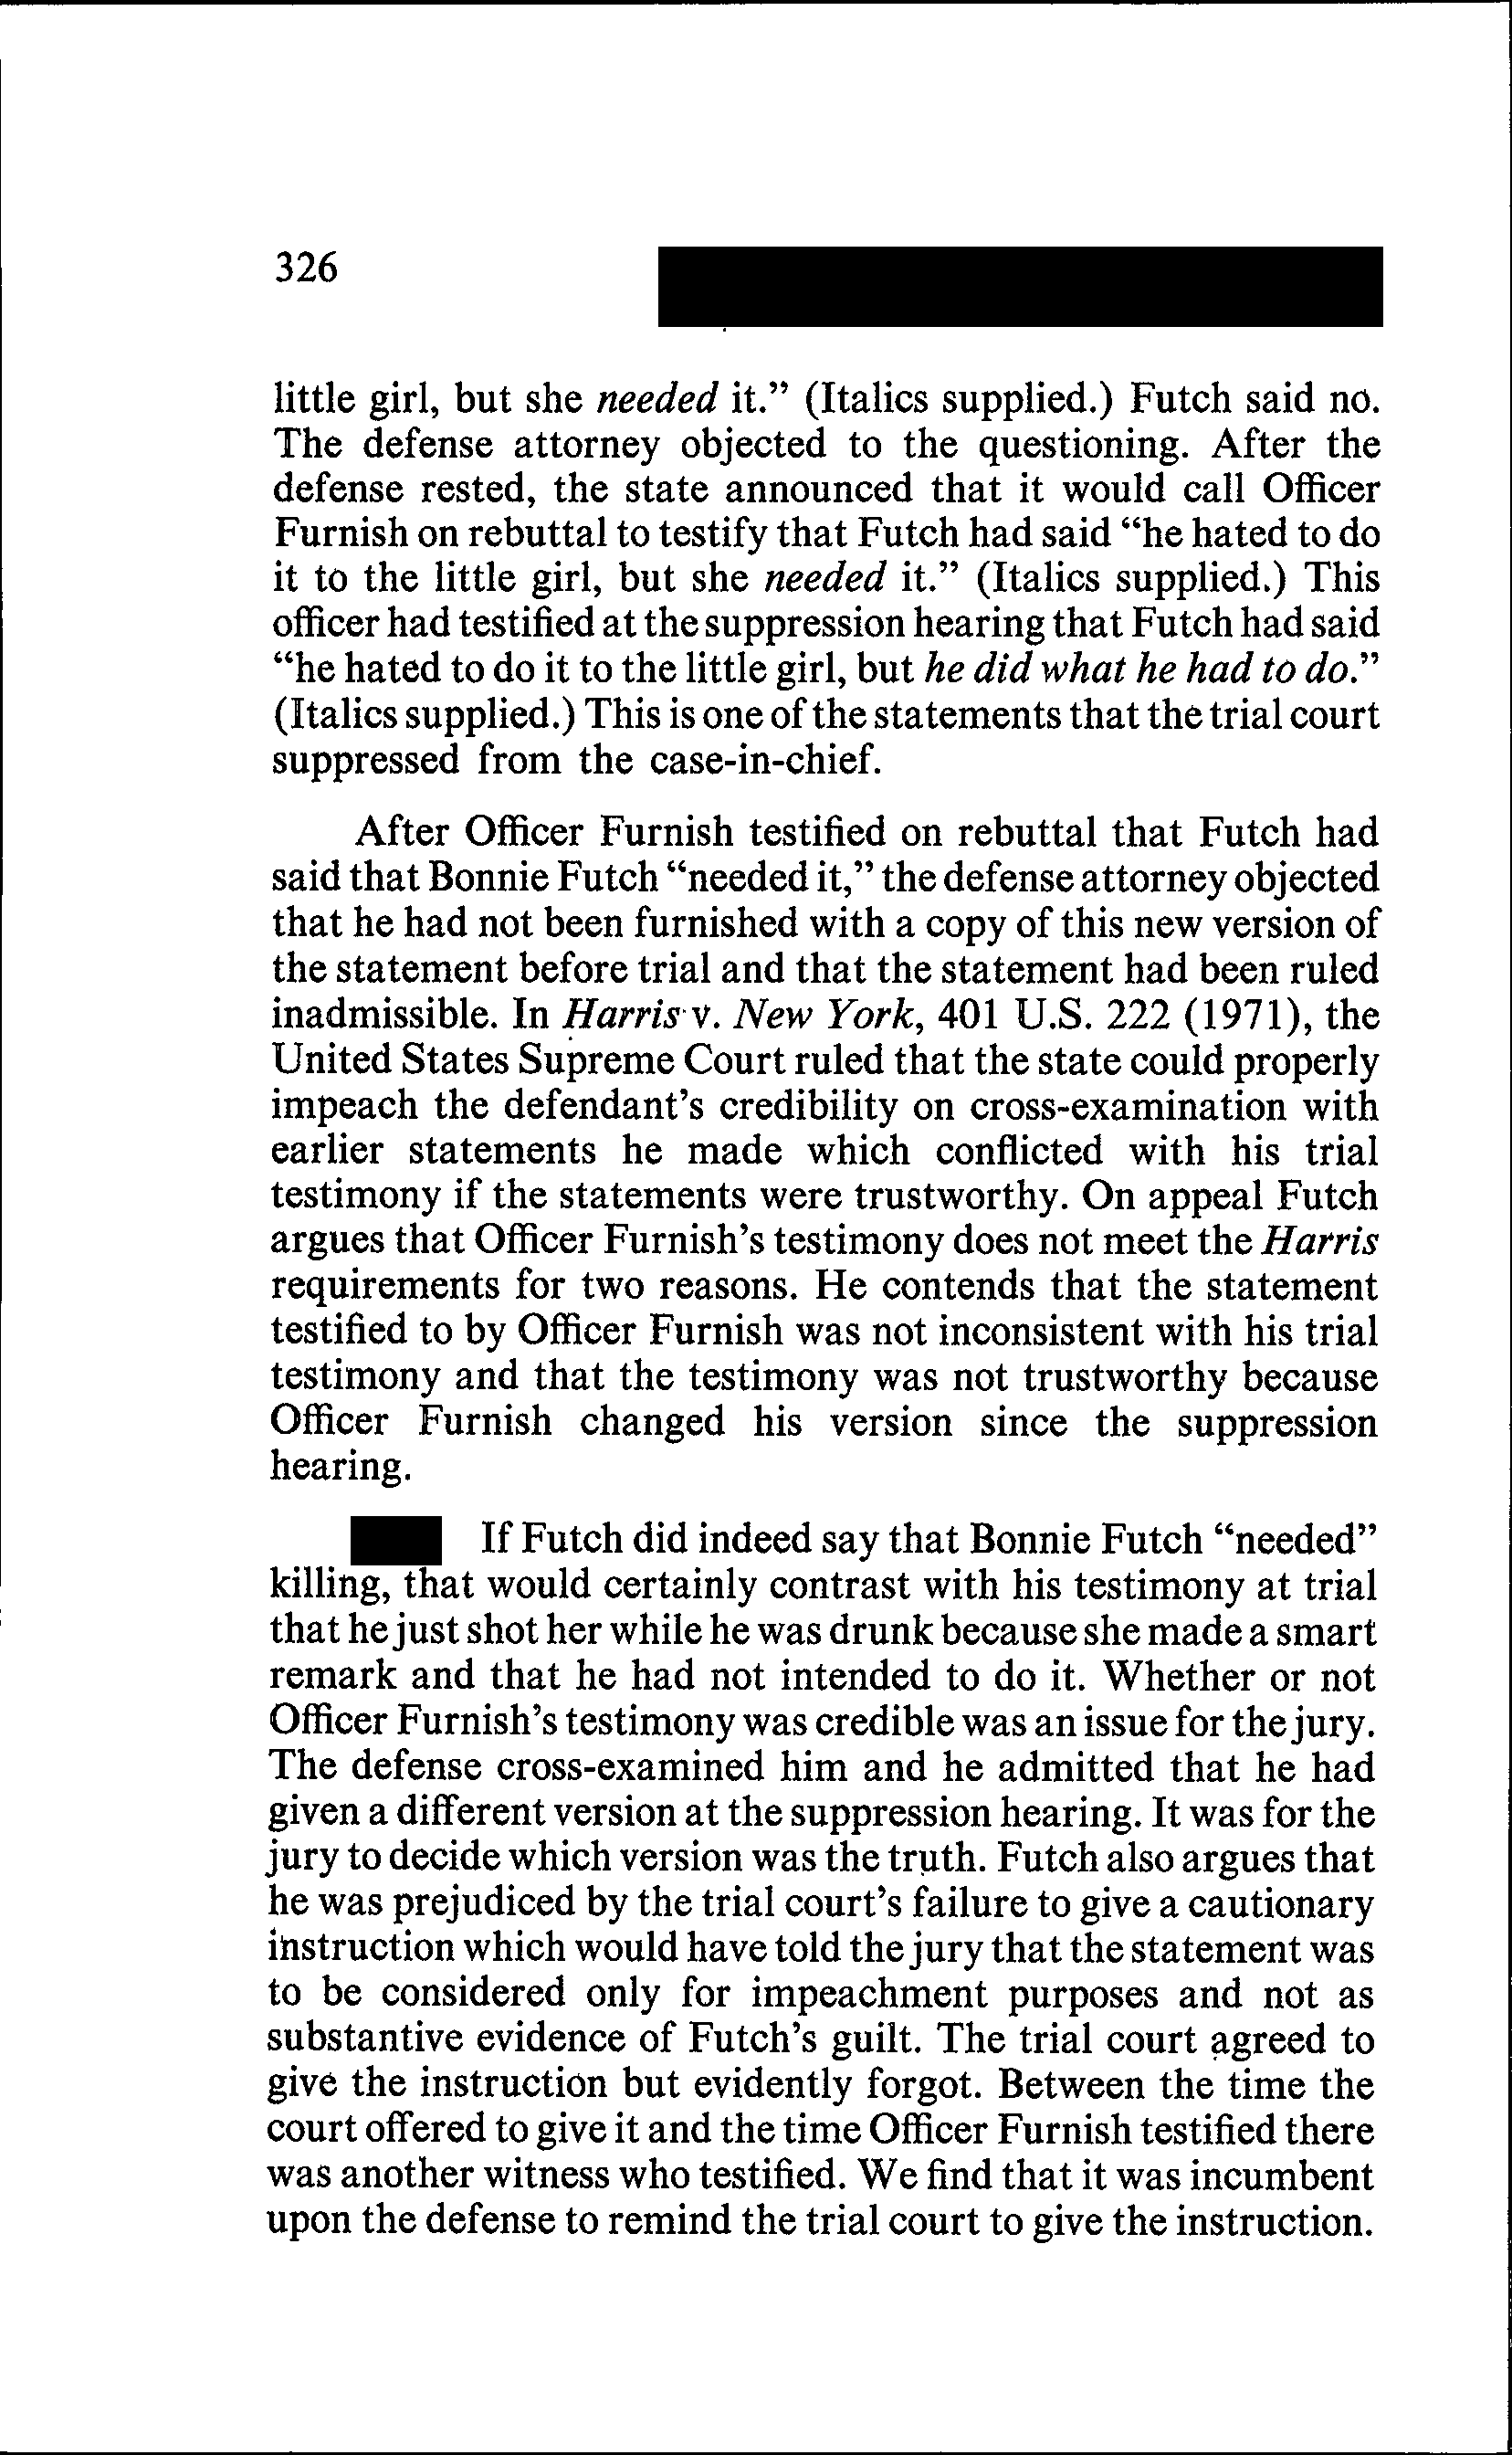 326
little girl, but she needed it.” (Italics supplied.) Futch said no.
The defense attorney objected to the questioning. After the
defense rested, the state announced that it would call Officer
Furnish on rebuttal to testify that Futch had said “he hated to do
it to the little girl, but she needed it.” (Italics supplied.) This
officer had testified at the suppression hearing that Futch had said
“he hated to do it to the little girl, but he did what he had to do.”
(Italics supplied.) This is one of the statements that the trial court
suppressed from the case-in-chief.
After Officer Furnish testified on rebuttal that Futch had
said that Bonnie Futch “needed it,” the defense attorney objected
that he had not been furnished with a copy of this new version of
the statement before trial and that the statement had been ruled
inadmissible. In Harris v. New York, 401 U.S. 222 (1971), the
United States Supreme Court ruled that the state could properly
impeach the defendant’s credibility on cross-examination with
earlier statements he made which conflicted with his trial
testimony if the statements were trustworthy. On appeal Futch
argues that Officer Furnish’s testimony does not meet the Harris
requirements for two reasons. He contends that the statement
testified to by Officer Furnish was not inconsistent with his trial
testimony and that the testimony was not trustworthy because
Officer Furnish changed his version since the suppression
hearing.
If Futch did indeed say that Bonnie Futch “needed”
killing, that would certainly contrast with his testimony at trial
that he just shot her while he was drunk because she made a smart
remark and that he had not intended to do it. Whether or not
Officer Furnish’s testimony was credible was an issue for the jury.
The defense cross-examined him and he admitted that he had
given a different version at the suppression hearing. It was for the
jury to decide which version was the truth. Futch also argues that
he was prejudiced by the trial court’s failure to give a cautionary
instruction which would have told the jury that the statement was
to be considered only for impeachment purposes and not as
substantive evidence of Futch’s guilt. The trial court agreed to
give the instruction but evidently forgot. Between the time the
court offered to give it and the time Officer Furnish testified there
was another witness who testified. We find that it was incumbent
upon the defense to remind the trial court to give the instruction.